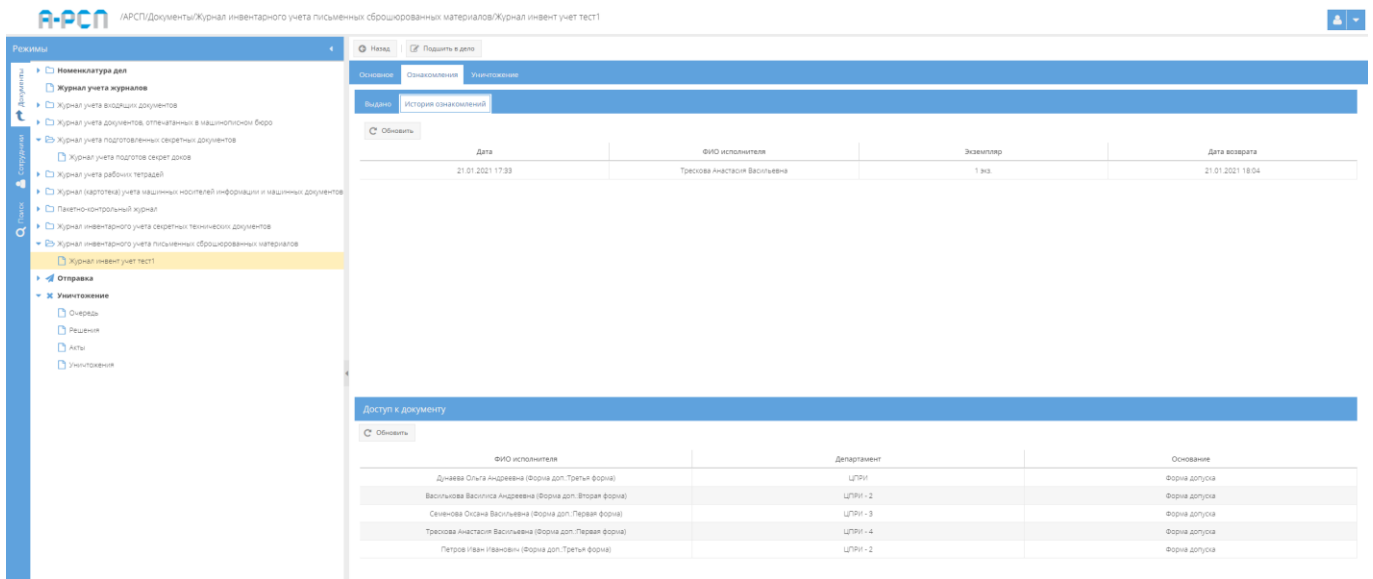 А-РСП
/АРСП/Документы/Журнал инвентарного учета письменных сброшюрованных материалов/Журнал инвент учет тест1
Режимы
Документы
Сотрудники
Поиск
Номенклатура дел
Журнал учета журналов
Журнал учета входящих документов
Журнал учета документов, отпечатанных в машинописном бюро
Журнал учета подготовленных секретных документов
Журнал учета подготов секрет доков
Журнал учета рабочих тетрадей
Журнал (картотека) учета машинных носителей информации и машинных документов
Пакетно-контрольный журнал
Журнал инвентарного учета секретных технических документов
Журнал инвентарного учета письменных сброшюрованных материалов
Журнал инвент учет тест1
Отправка
Уничтожение
Очередь
Решения
Акты
Уничтожения
Назад Подшить в дело
Основное Ознакомления Уничтожение
Выдано История ознакомлений
Обновить
Дата ФИО исполнителя Экземпляр Дата возврата
21.01.2021 17:33 Трескова Анастасия Васильевна 1 экз. 21.01.2021 18:04
Доступ к документу
Обновить
ФИО исполнителя Департамент Основание
Дунаева Ольга Андреевна (Форма доп.:Третья форма) ЦПРИ Форма допуска
Василькова Василиса Андреевна (Форма доп.:Вторая форма) ЦПРИ - 2 Форма допуска
Семенова Оксана Васильевна (Форма доп.:Первая форма) ЦПРИ - 3 Форма допуска
Трескова Анастасия Васильевна (Форма доп.:Первая форма) ЦПРИ - 4 Форма допуска
Петров Иван Иванович (Форма доп.:Третья форма) ЦПРИ - 2 Форма допуска